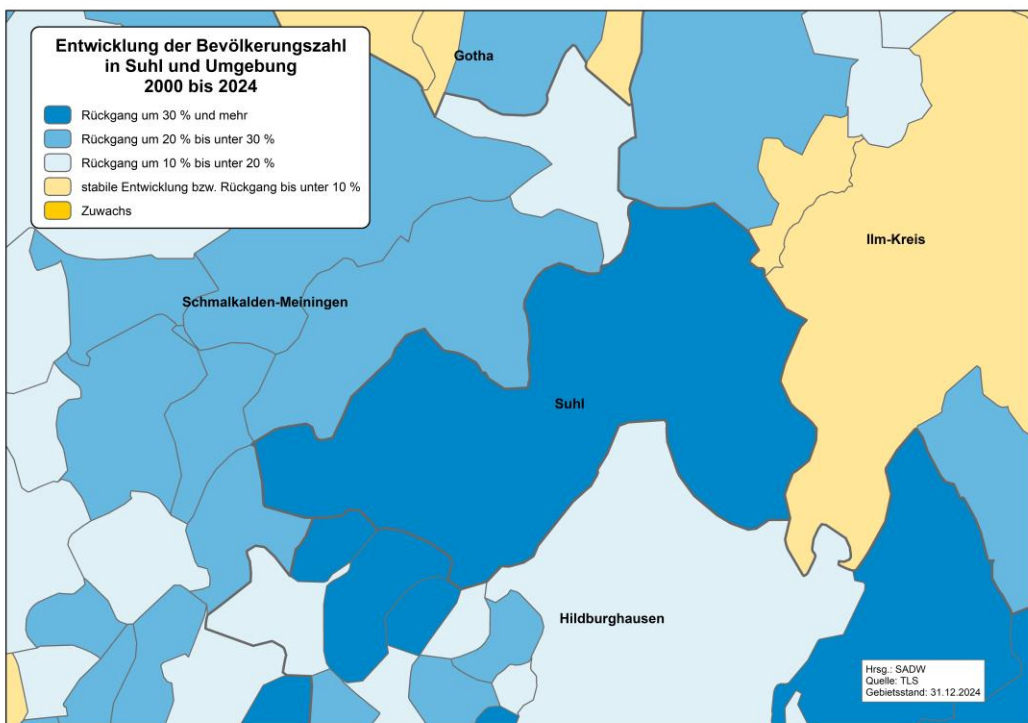 Entwicklung der Bevölkerungszahl
in Suhl und Umgebung
2000 bis 2024
Rückgang um 30 % und mehr
Rückgang um 20 % bis unter 30 %
Rückgang um 10 % bis unter 20 %
stabile Entwicklung bzw. Rückgang bis unter 10 %
Zuwachs
Gotha
Ilm-Kreis
Schmalkalden-Meiningen
Suhl
Hildburghausen
Hrsg.: SADW
Quelle: TLS
Gebietsstand: 31.12.2024